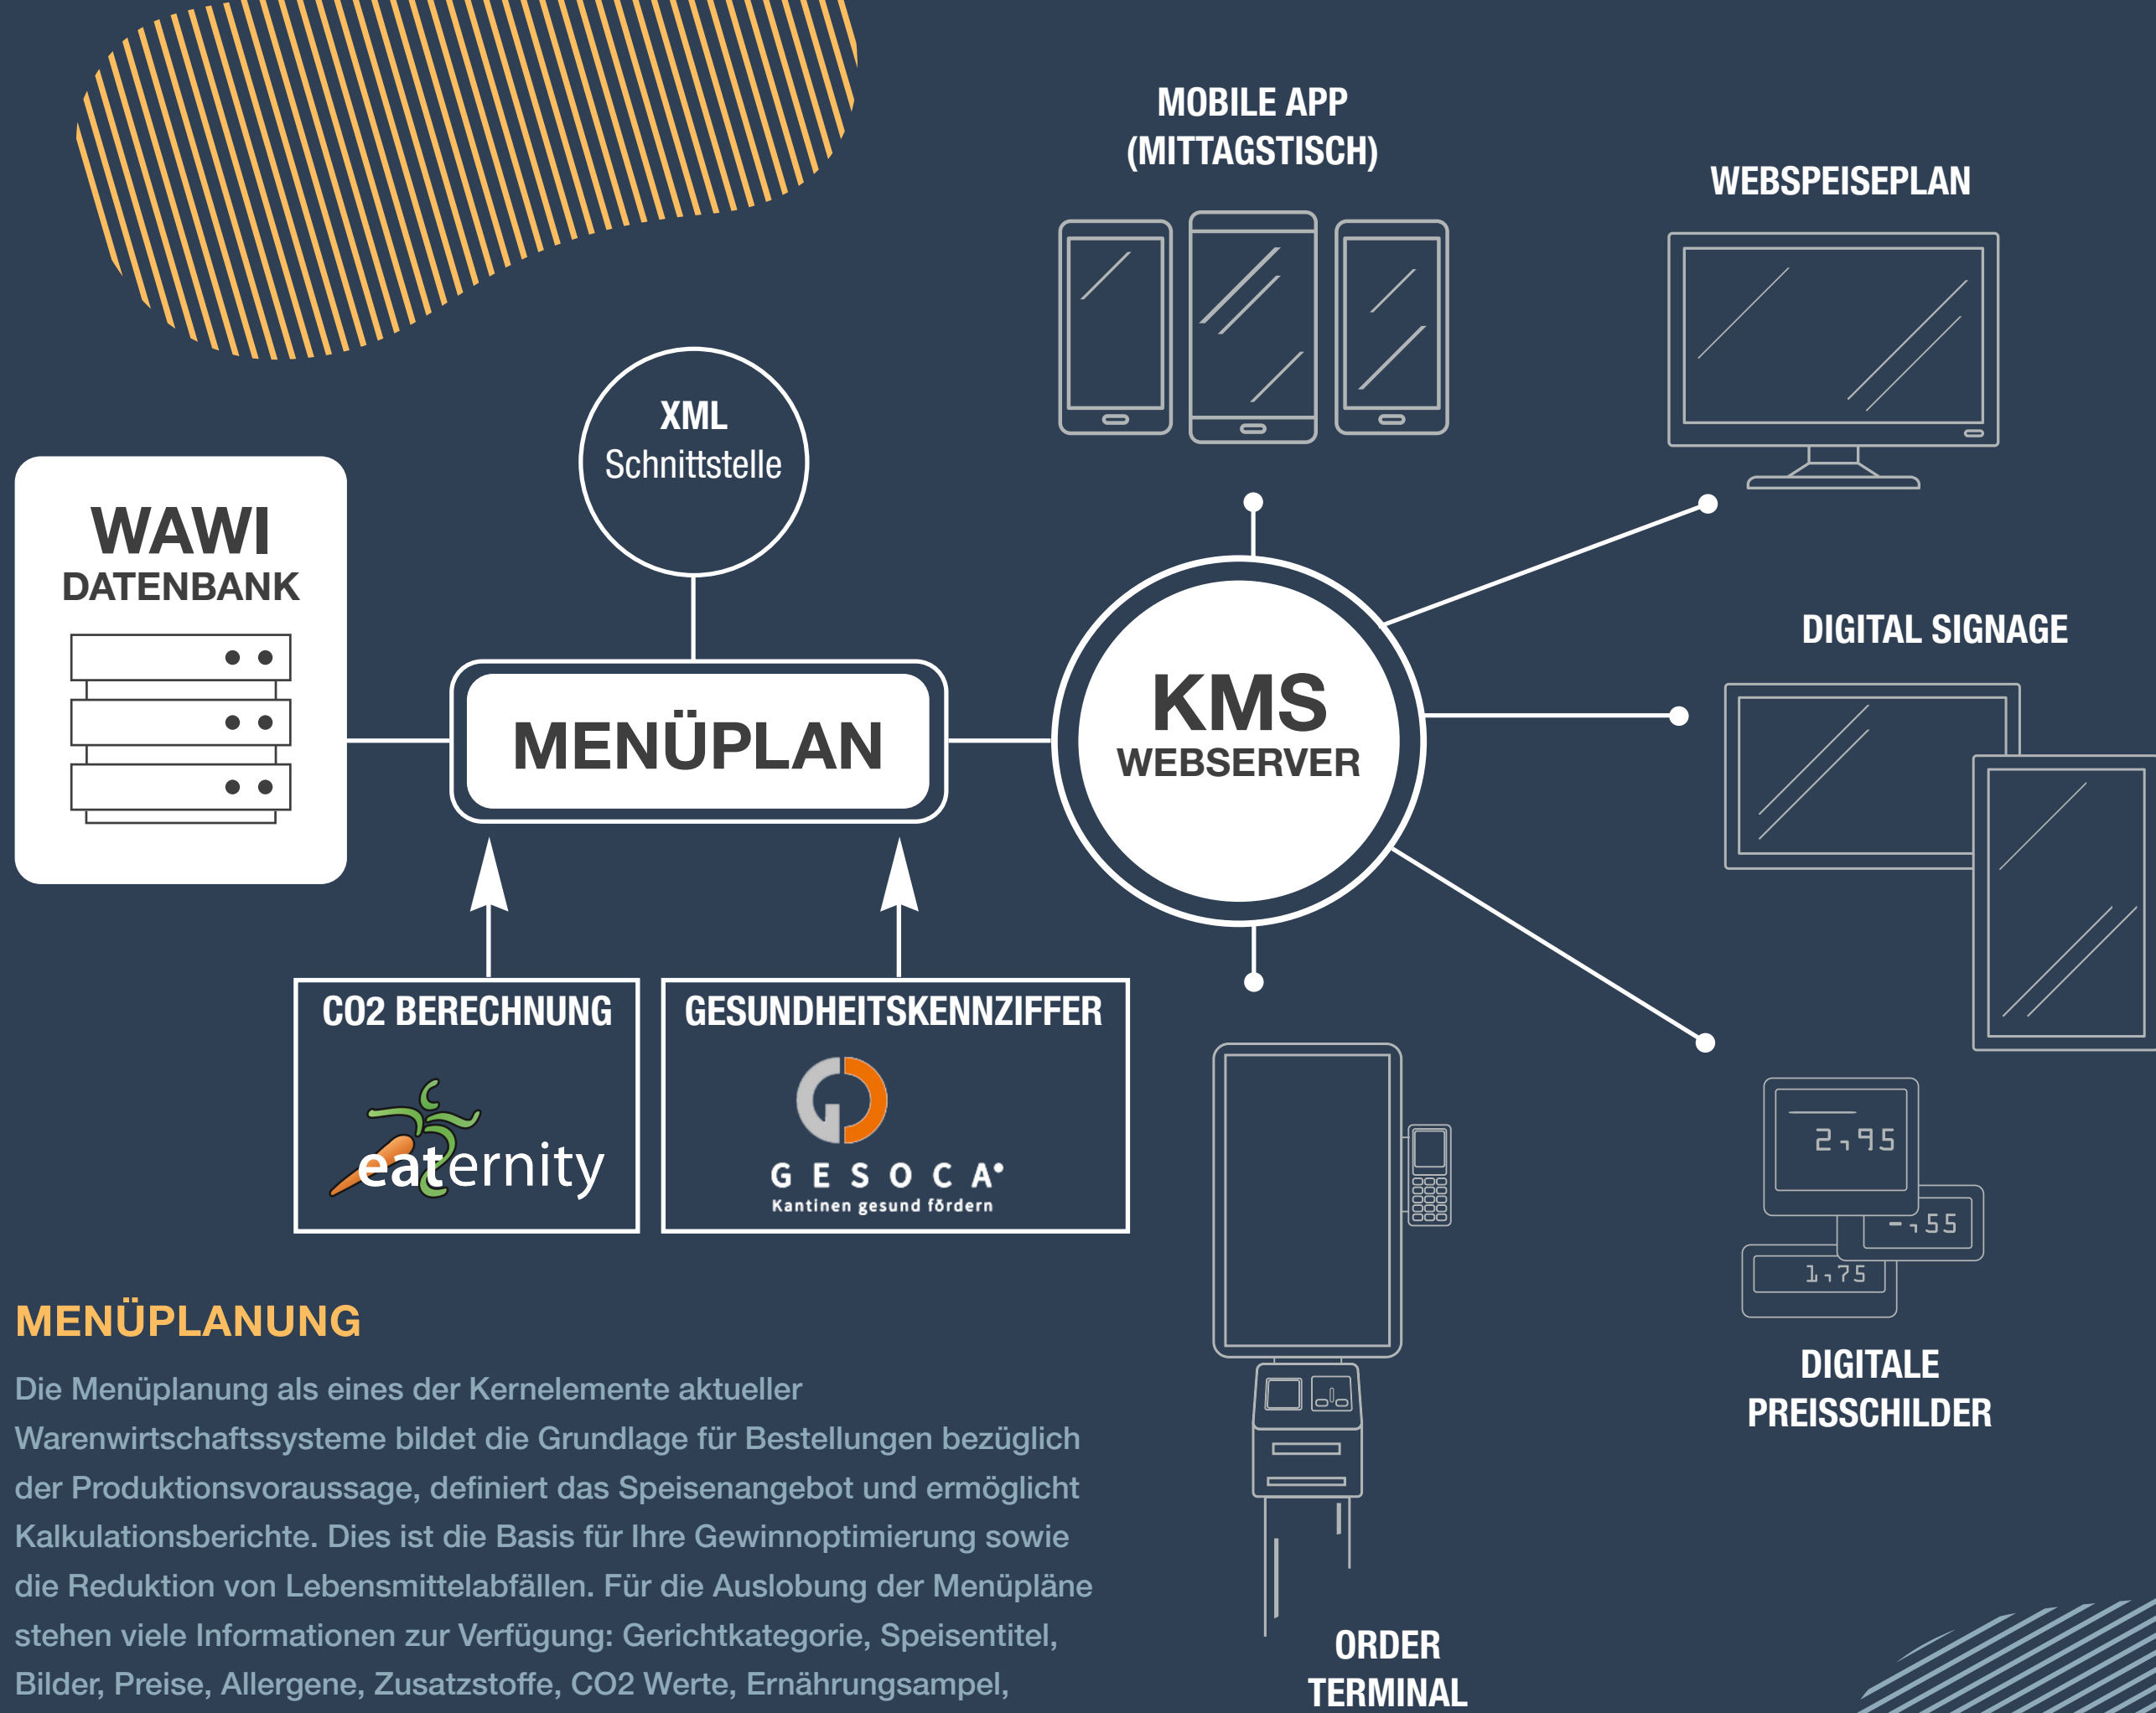 MOBILE APP
(MITTAGSTISCH)
WEBSPEISEPLAN
XML
Schnittstelle
WAWI
DATENBANK
MENÜPLAN
KMS
WEBSERVER
DIGITAL SIGNAGE
CO2 BERECHNUNG
eaternity
GESUNDHEITSKENNZIFFER
GESOCA
Kantinen gesund fördern
2,95
-,55
1,75
DIGITALE
PREISSCHILDER
ORDER
TERMINAL
MENÜPLANUNG
Die Menüplanung als eines der Kernelemente aktueller
Warenwirtschaftssysteme bildet die Grundlage für Bestellungen bezüglich
der Produktionsvoraussage, definiert das Speisenangebot und ermöglicht
Kalkulationsberichte. Dies ist die Basis für Ihre Gewinnoptimierung sowie
die Reduktion von Lebensmittelabfällen. Für die Auslobung der Menüpläne
stehen viele Informationen zur Verfügung: Gerichtkategorie, Speisentitel,
Bilder, Preise, Allergene, Zusatzstoffe, CO2 Werte, Ernährungsampel,